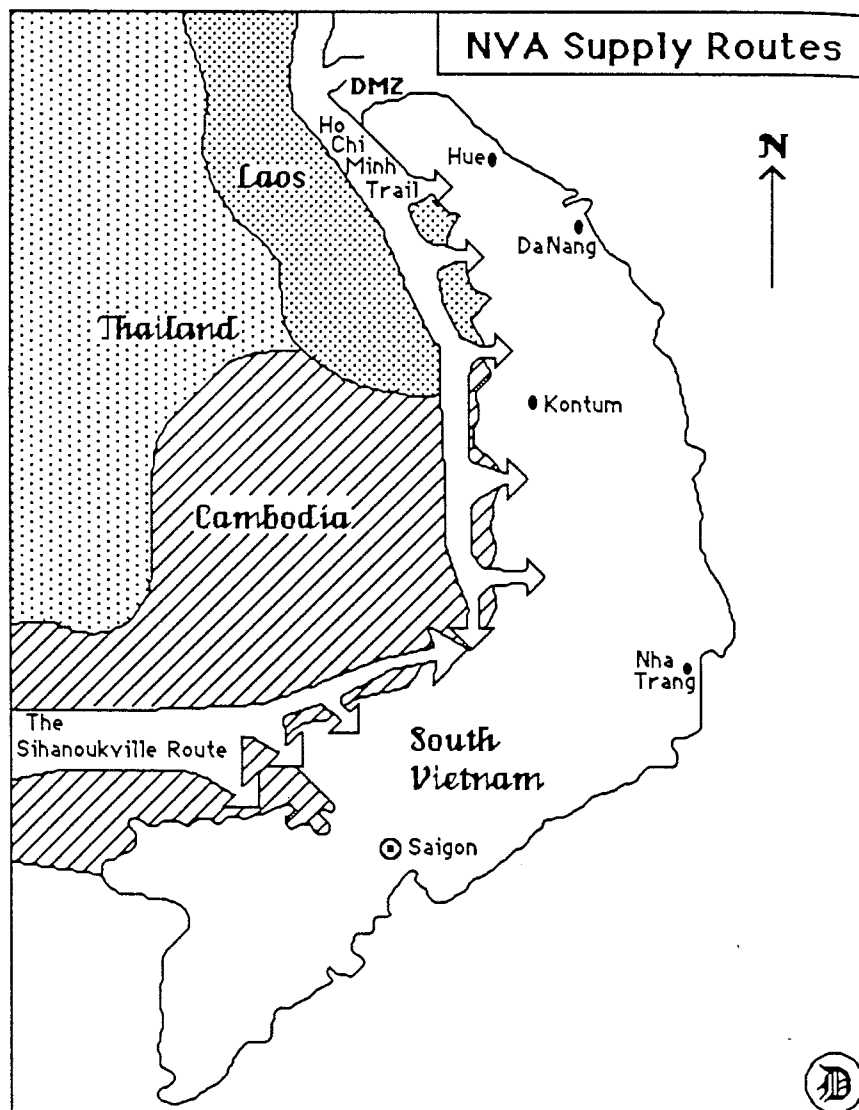 NYA Supply Routes
DMZ
Ho
Chi
Minh
Trail
Hue
N
Laos
DaNang
Thailand
Kontum
Cambodia
Nha
Trang
The
Sihanoukville Route
South
Vietnam
Saigon
D